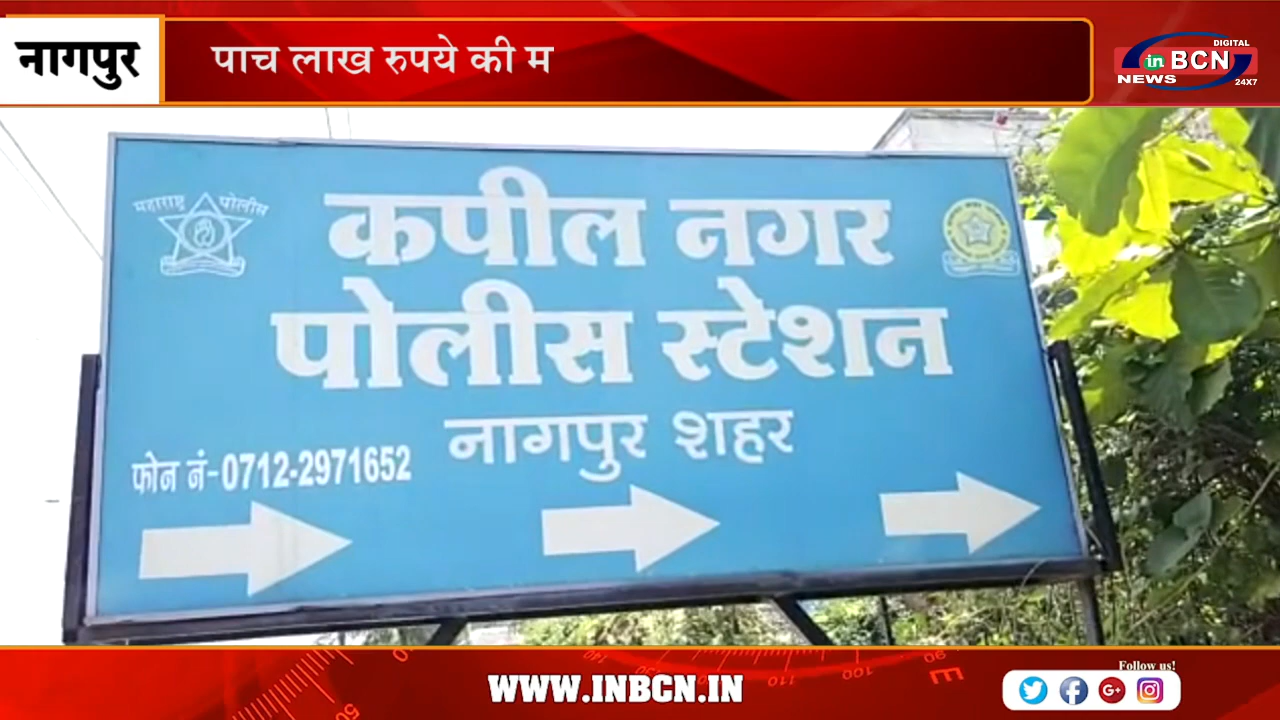 नागपुर
पाच लाख रुपये की म
DIGITAL
in BCN
NEWS 24X7
महाराष्ट्र पोलीस
कपील नगर
पोलीस स्टेशन
नागपुर शहर
फोन नं-0712-2971652
WWW.INBCN.IN
Follow us!